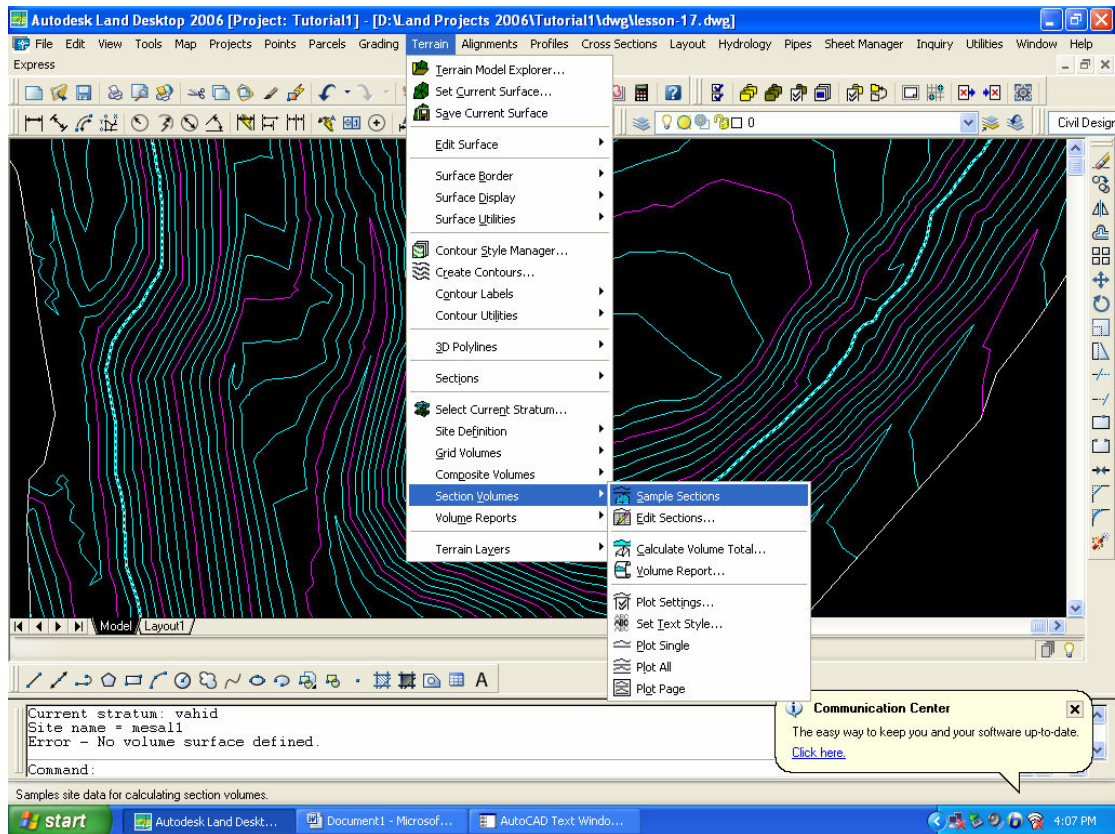 Autodesk Land Desktop 2006 [Project: Tutorial1] - [D:\Land Projects 2006\Tutorial1\dwg\lesson-17.dwg]
File Edit View Tools Map Projects Points Parcels Grading Terrain Alignments Profiles Cross Sections Layout Hydrology Pipes Sheet Manager Inquiry Utilities Window Help
Express
Terrain Model Explorer...
Set Current Surface...
Save Current Surface
0
Civil Design
Edit Surface
Surface Border
Surface Display
Surface Utilities
Contour Style Manager...
Create Contours...
Contour Labels
Contour Utilities
3D Polylines
Sections
Select Current Stratum...
Site Definition
Grid Volumes
Composite Volumes
Section Volumes
Volume Reports
Terrain Layers
Sample Sections
Edit Sections...
Calculate Volume Total...
Volume Report...
Plot Settings...
Set Text Style...
Plot Single
Plot All
Plot Page
Model Layout1
A
Current stratum: vahid
Site name = mesal1
Error - No volume surface defined.
Command:
Communication Center
The easy way to keep you and your software up-to-date.
Click here.
Samples site data for calculating section volumes.
start
Autodesk Land Deskt...
Document1 - Microsof...
AutoCAD Text Windo...
4:07 PM